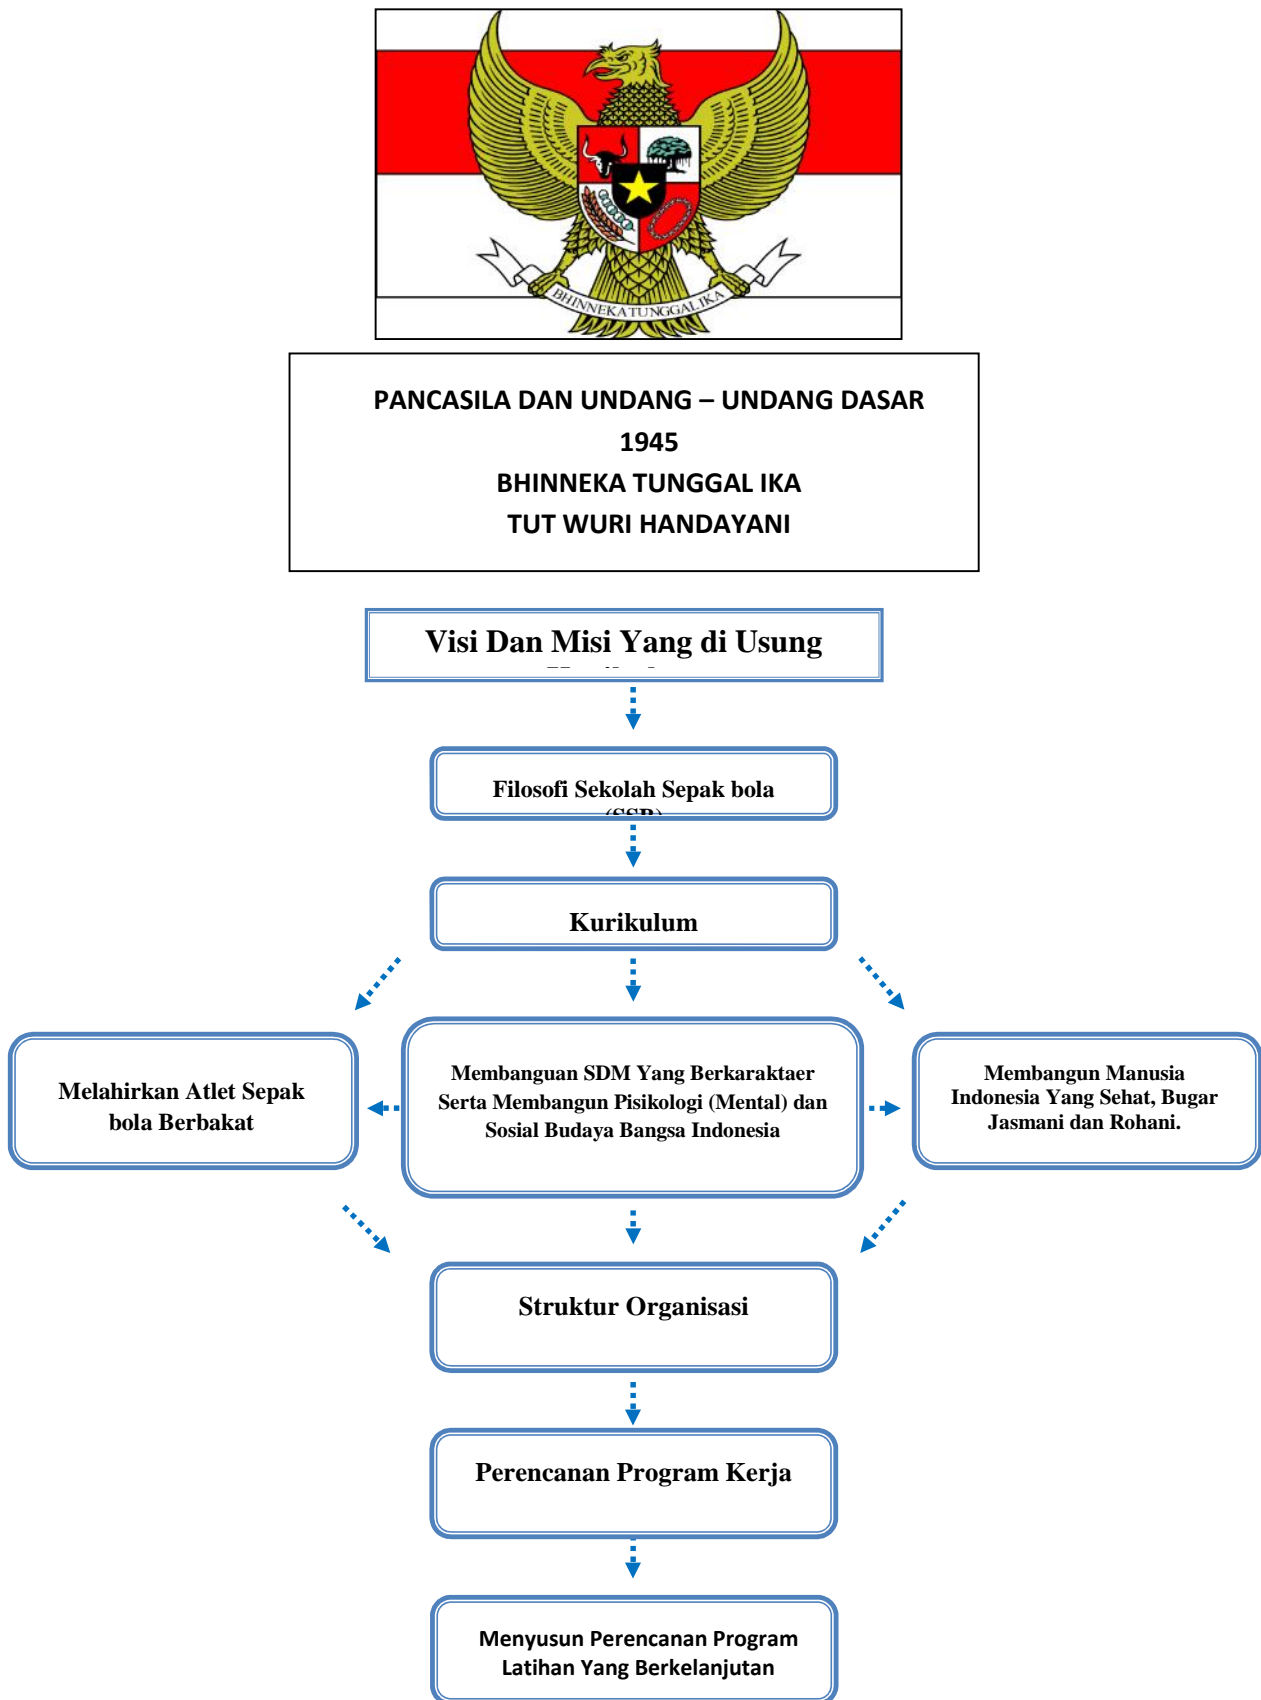 BHINNEKA TUNGGAL IKA
PANCASILA DAN UNDANG – UNDANG DASAR
1945
BHINNEKA TUNGGAL IKA
TUT WURI HANDAYANI
Visi Dan Misi Yang di Usung
Filosofi Sekolah Sepak bola
(SSB)
Kurikulum
Melahirkan Atlet Sepak
bola Berbakat
Membanguan SDM Yang Berkaraktaer
Serta Membangun Pisikologi (Mental) dan
Sosial Budaya Bangsa Indonesia
Membangun Manusia
Indonesia Yang Sehat, Bugar
Jasmani dan Rohani.
Struktur Organisasi
Perencanan Program Kerja
Menyusun Perencanan Program
Latihan Yang Berkelanjutan